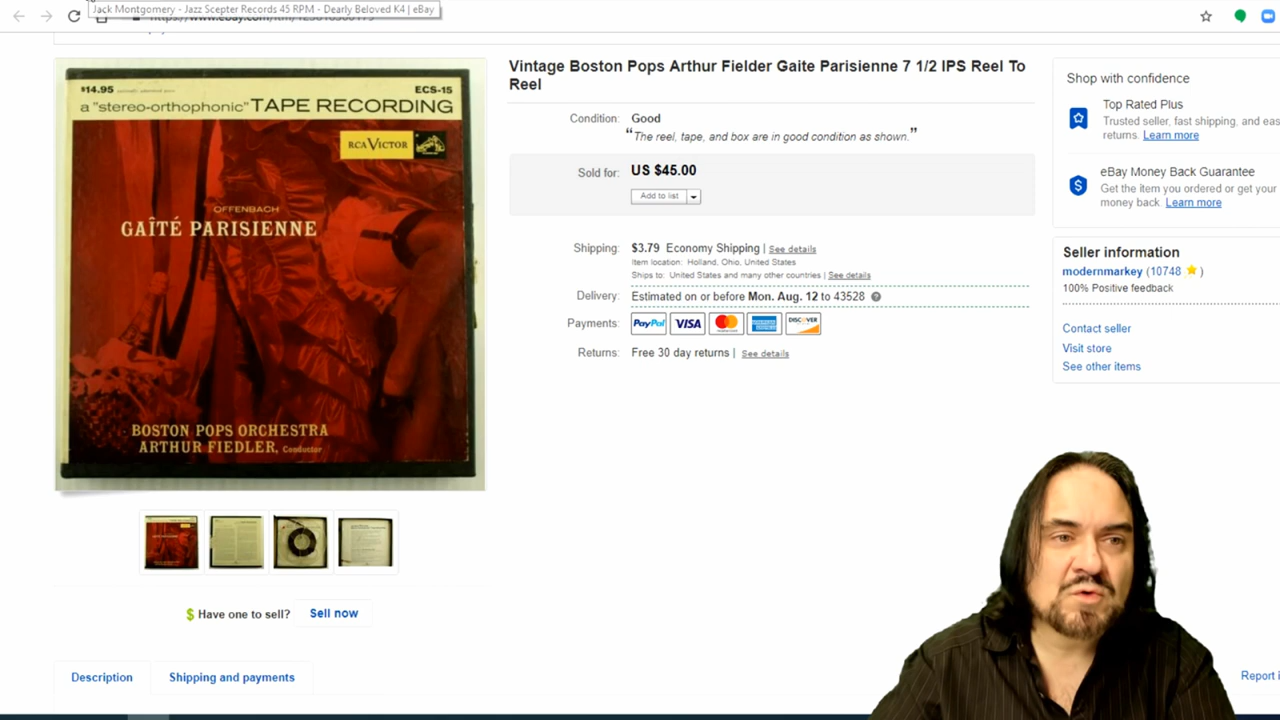 Jack Montgomery - Jazz Scepter Records 45 RPM - Dearly Beloved K4 | eBay
Vintage Boston Pops Arthur Fielder Gaite Parisienne 7 1/2 IPS Reel To
Reel
Condition: Good
“The reel, tape, and box are in good condition as shown.”
Sold for: US $45.00
Add to list
Shipping: $3.79 Economy Shipping | See details
Item location: Holland, Ohio, United States
Ships to: United States and many other countries | See details
Delivery: Estimated on or before Mon. Aug. 12 to 43528
Payments: PayPal VISA MasterCard DISCOVER
Returns: Free 30 day returns | See details
Shop with confidence
Top Rated Plus
Trusted seller, fast shipping, and eas
returns. Learn more
eBay Money Back Guarantee
Get the item you ordered or get your
money back. Learn more
Seller information
modernmarkey (10748 )
100% Positive feedback
Contact seller
Visit store
See other items
$14.95 ECS-15
a "stereo-orthophonic" TAPE RECORDING
RCA VICTOR
OFFENBACH
GAÎTÉ PARISIENNE
BOSTON POPS ORCHESTRA
ARTHUR FIEDLER, Conductor
$ Have one to sell? Sell now
Description Shipping and payments
Report i